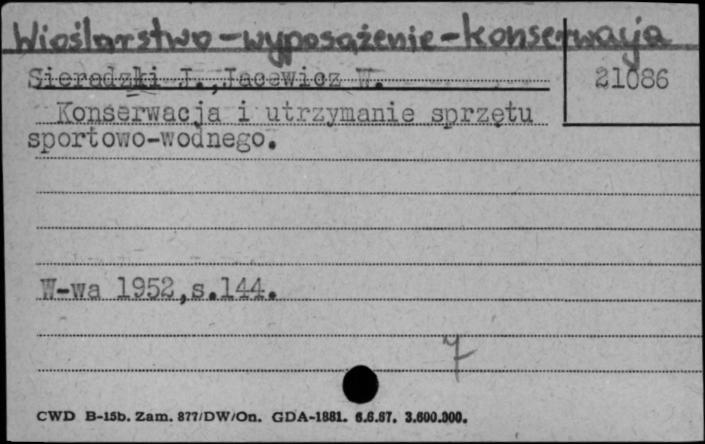 Wioślarstwo-wyposażenie-konserwacja
Sieradzki J., Jacewicz W.
21086
Konserwacja i utrzymanie sprzętu
sportowo-wodnego.
W-wa 1952, s.144.
7
CWD B-15b. Zam. 877/DW/On. GDA-1881. 6.6.67. 3.600.000.